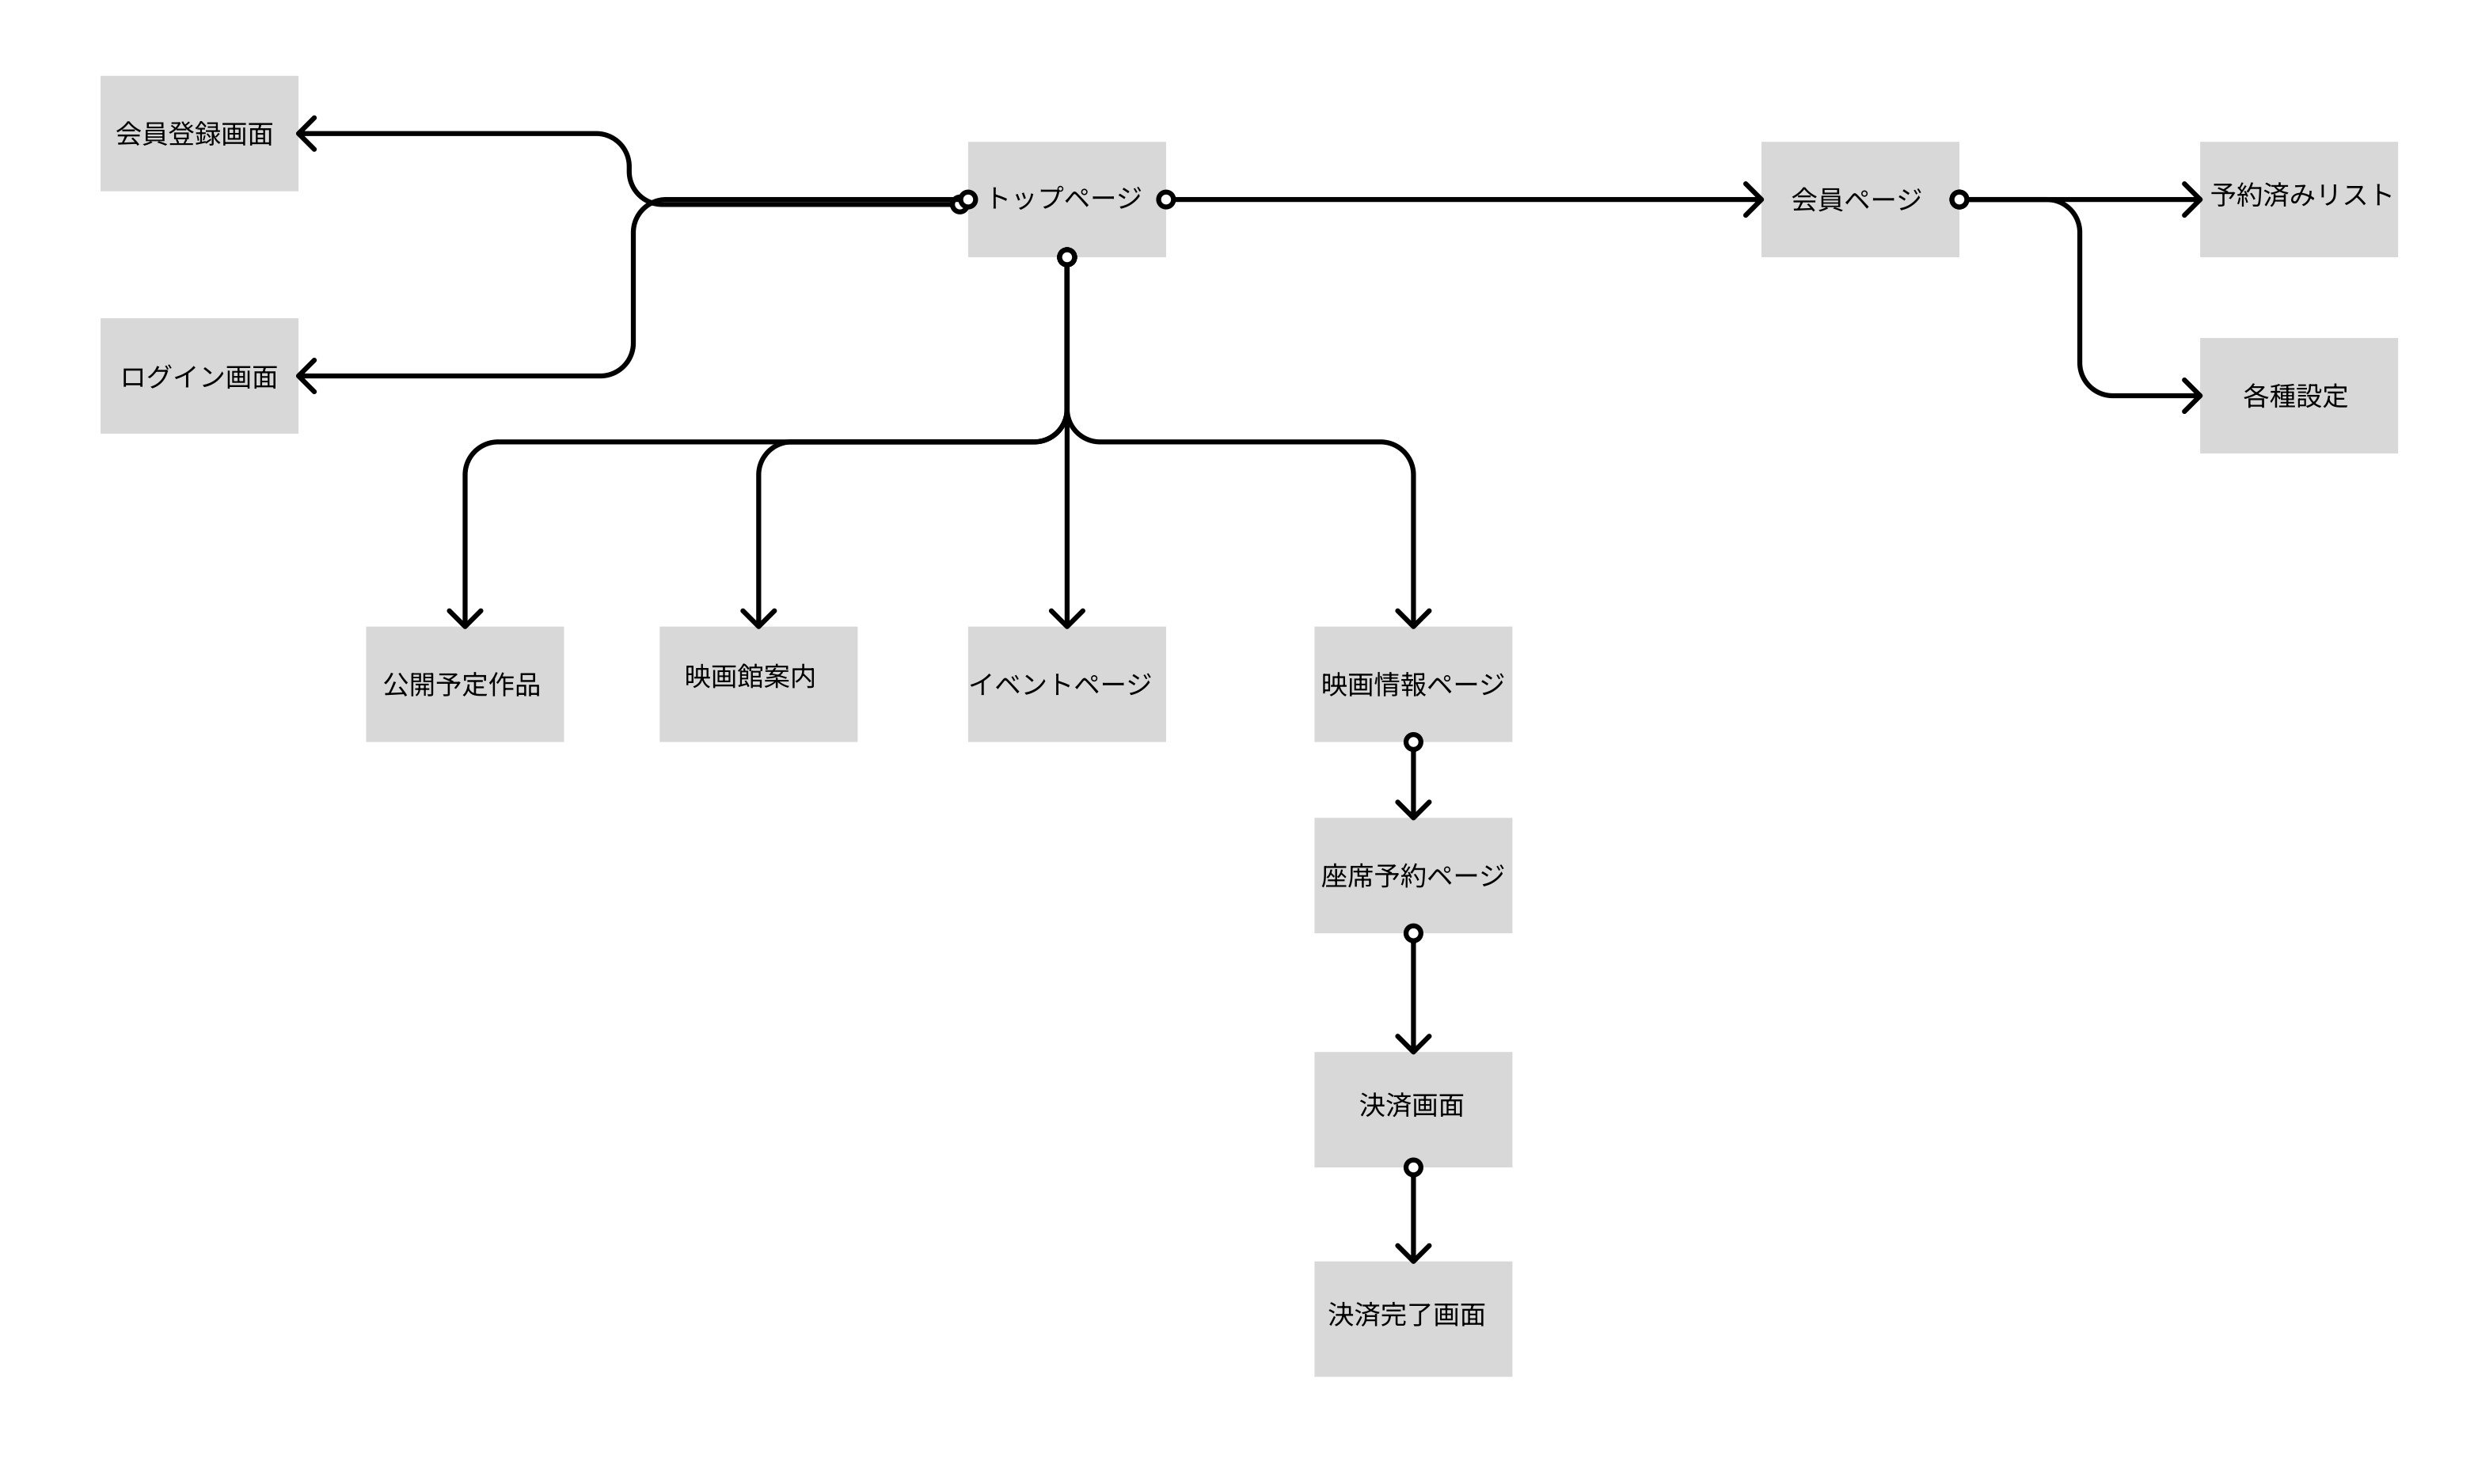 会員登録画面
トップページ
会員ページ
予約済みリスト
ログイン画面
各種設定
公開予定作品
映画館案内
イベントページ
映画情報ページ
座席予約ページ
決済画面
決済完了画面